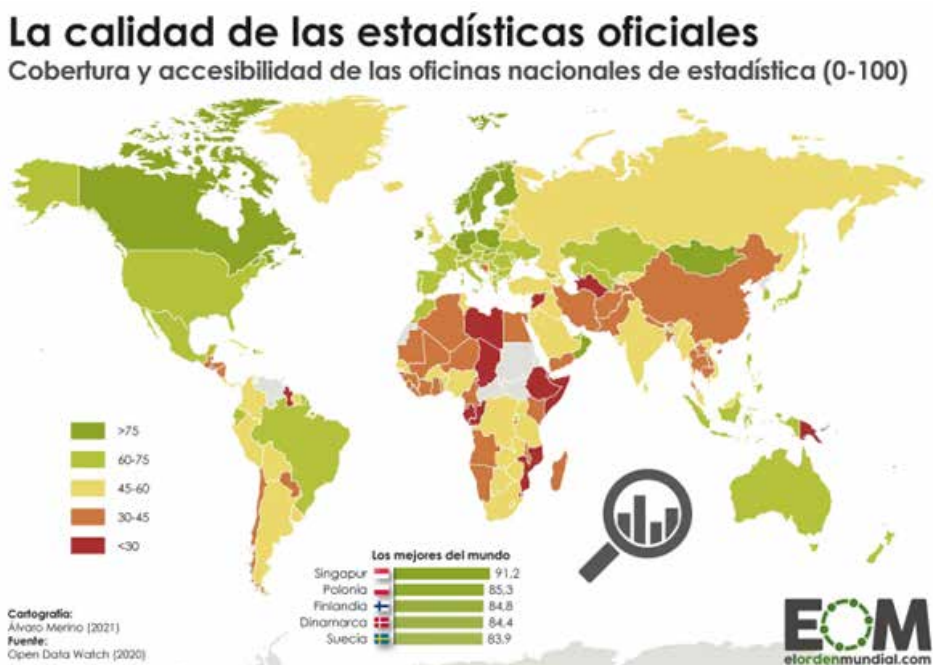 La calidad de las estadísticas oficiales
Cobertura y accesibilidad de las oficinas nacionales de estadística (0-100)
>75
60-75
45-60
30-45
<30
Los mejores del mundo
Singapur 91,2
Polonia 85,3
Finlandia 84,8
Dinamarca 84,4
Suecia 83,9
Cartografía:
Álvaro Merino (2021)
Fuente:
Open Data Watch (2020)
EOM
elordenmundial.com